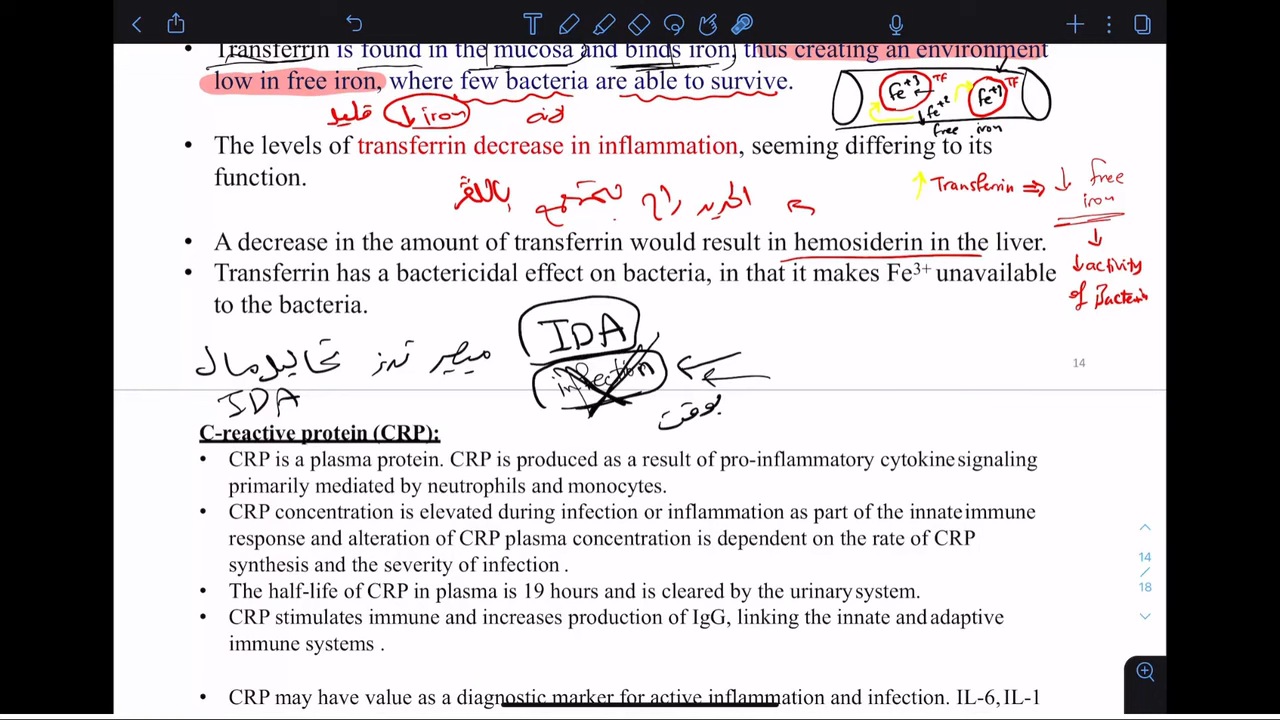 • Transferrin is found in the mucosa and binds iron, thus creating an environment
low in free iron, where few bacteria are able to survive.
Fe+3 TF
TF
Fe+2
free iron
قليل ↓ iron
• The levels of transferrin decrease in inflammation, seeming differing to its
function.
↑ Transferrin ⇒ ↓ free
iron
↓
↓ activity
of Bacteria
الحديد راح
• A decrease in the amount of transferrin would result in hemosiderin in the liver.
• Transferrin has a bactericidal effect on bacteria, in that it makes Fe3+ unavailable
to the bacteria.
IDA
infection
ميصير تحاليل مال
IDA
بوقت
14
C-reactive protein (CRP):
• CRP is a plasma protein. CRP is produced as a result of pro-inflammatory cytokine signaling
primarily mediated by neutrophils and monocytes.
• CRP concentration is elevated during infection or inflammation as part of the innate immune
response and alteration of CRP plasma concentration is dependent on the rate of CRP
synthesis and the severity of infection .
• The half-life of CRP in plasma is 19 hours and is cleared by the urinary system.
• CRP stimulates immune and increases production of IgG, linking the innate and adaptive
immune systems .
• CRP may have value as a diagnostic marker for active inflammation and infection. IL-6, IL-1
14
/
18